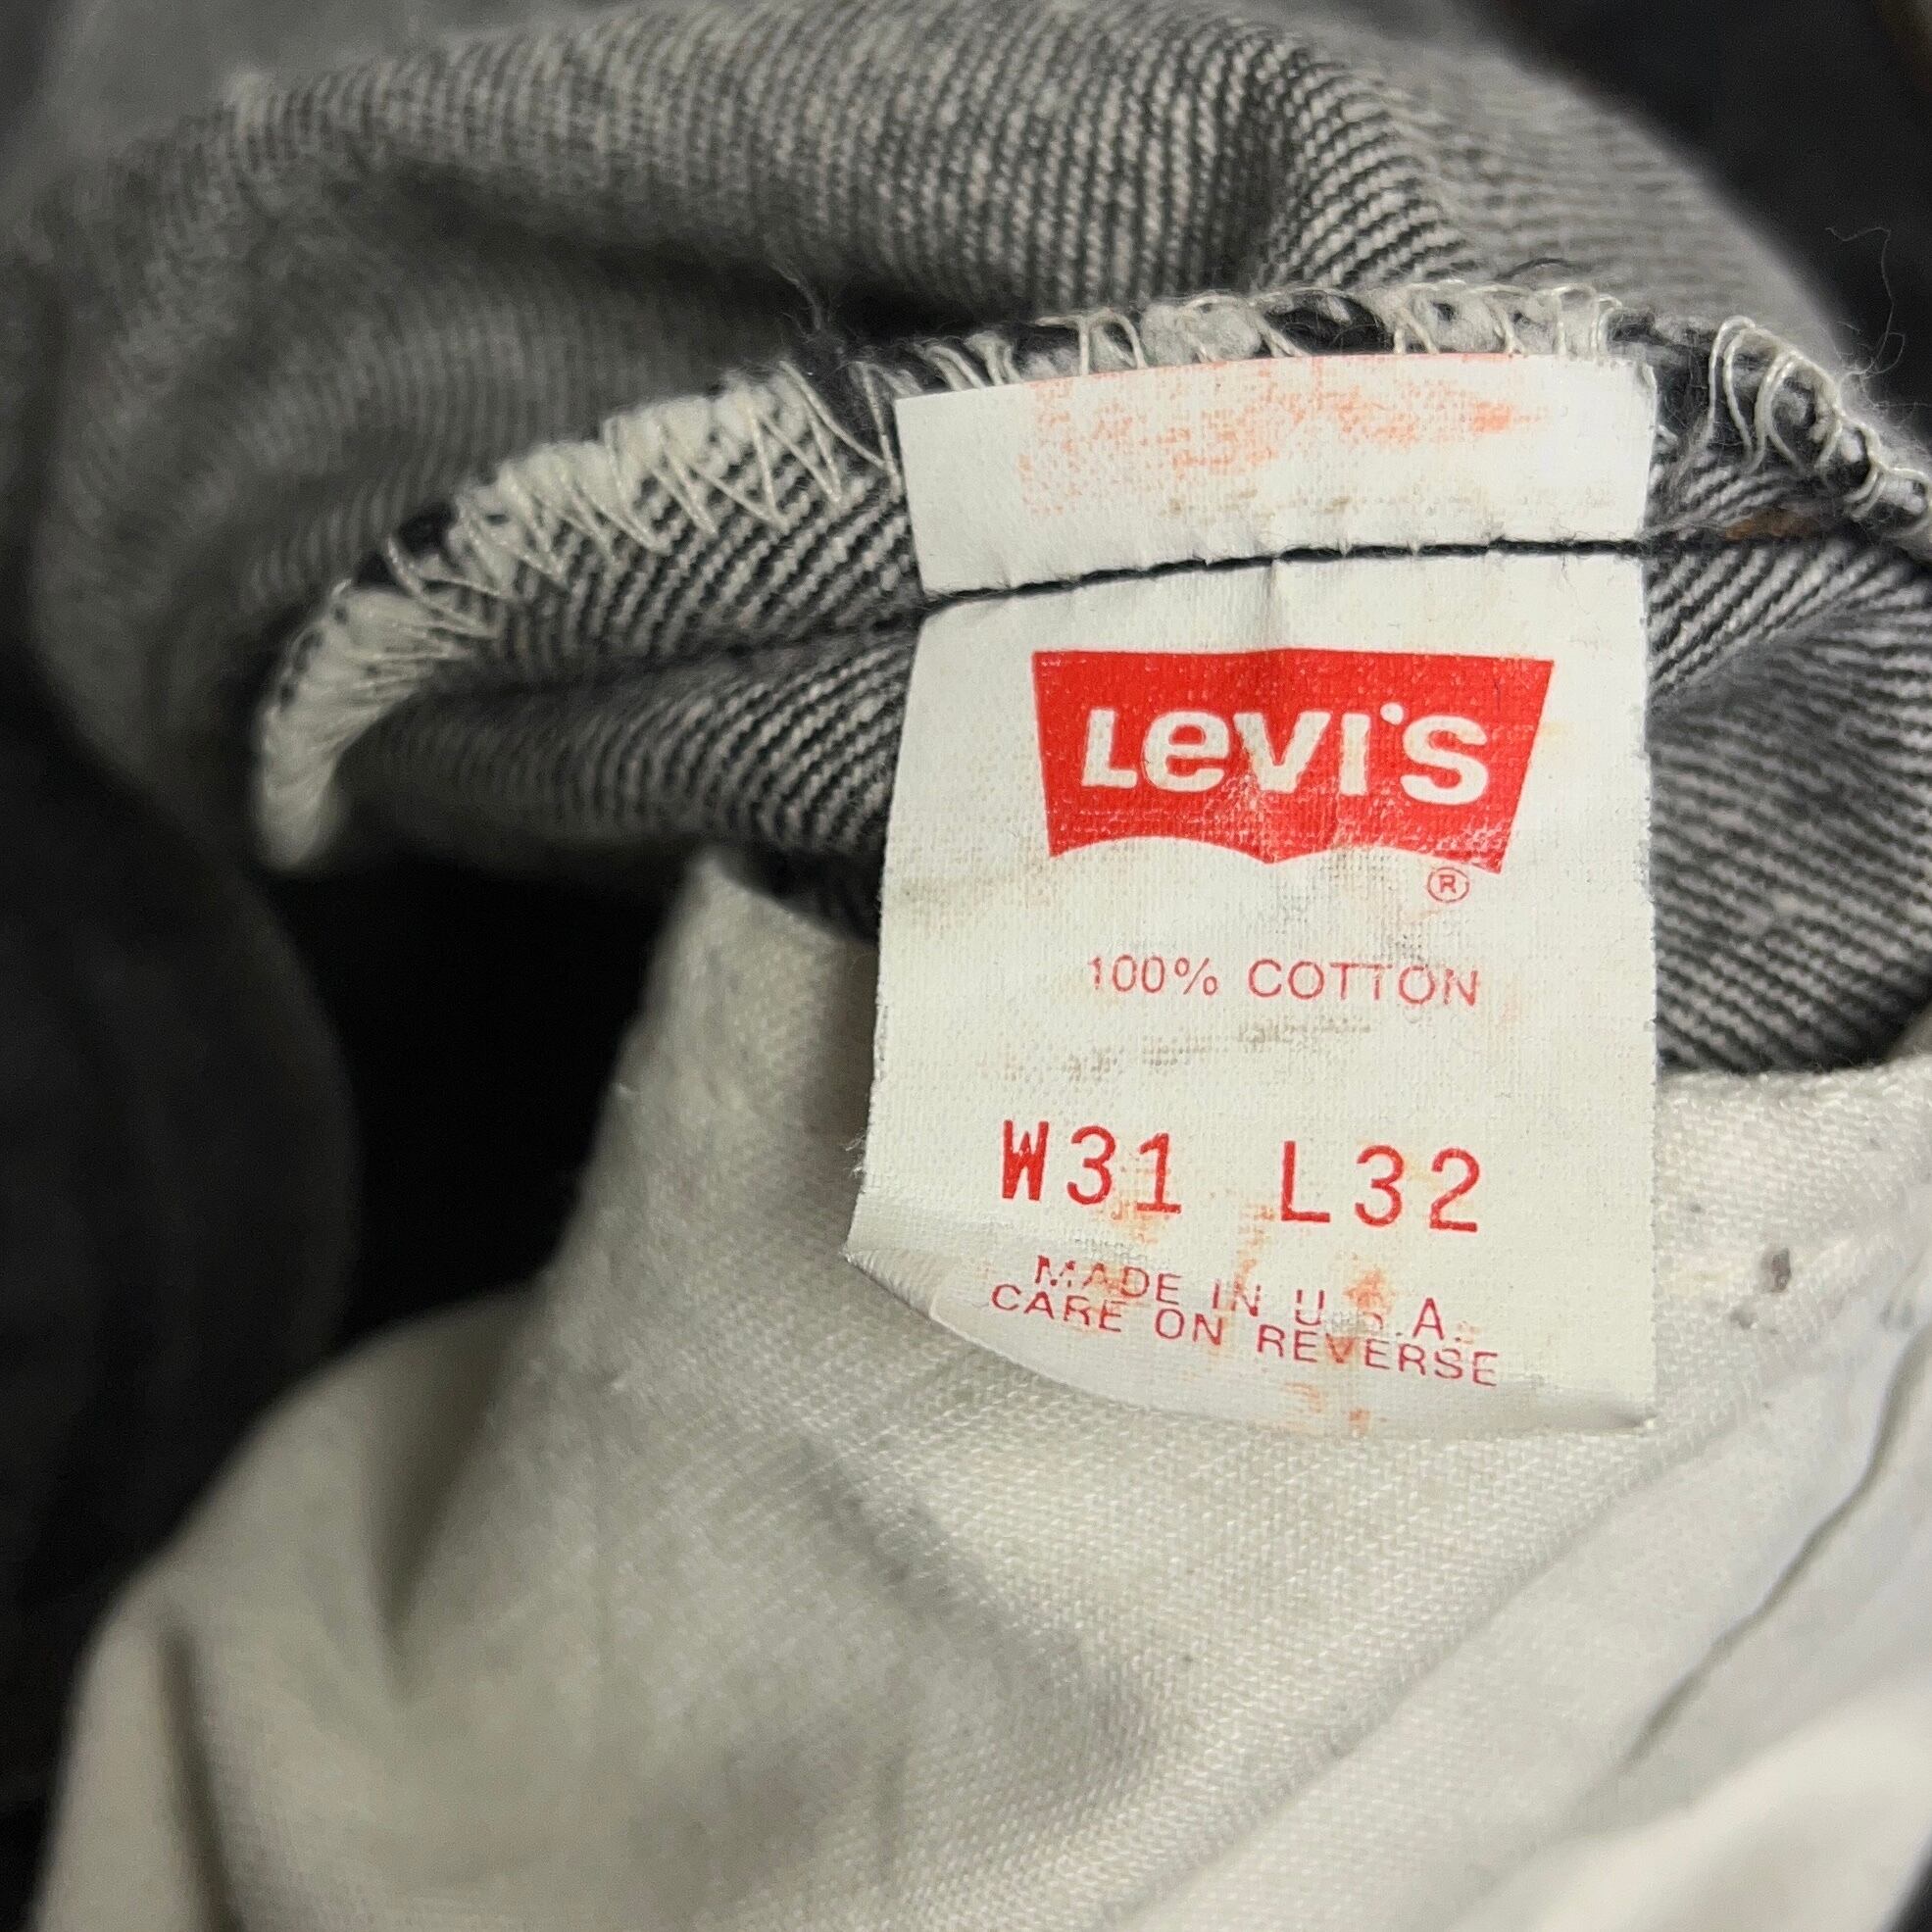 Levi's
®
100% COTTON
W31 L32
MADE IN U.S.A.
CARE ON REVERSE